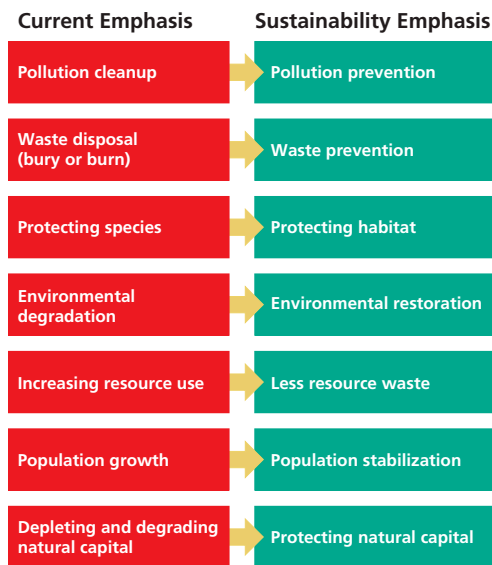 Current Emphasis Sustainability Emphasis
Pollution cleanup
Pollution prevention
Waste disposal
(bury or burn)
Waste prevention
Protecting species
Protecting habitat
Environmental
degradation
Environmental restoration
Increasing resource use
Less resource waste
Population growth
Population stabilization
Depleting and degrading
natural capital
Protecting natural capital